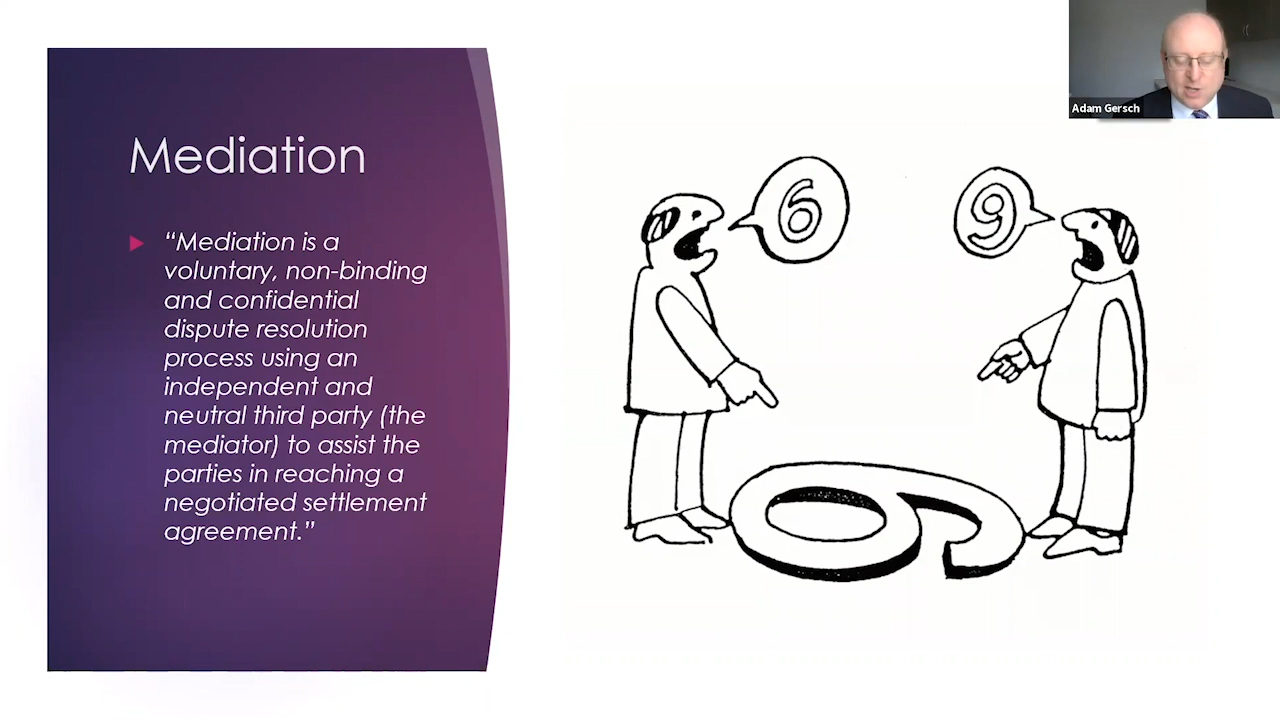 Mediation
“Mediation is a
voluntary, non-binding
and confidential
dispute resolution
process using an
independent and
neutral third party (the
mediator) to assist the
parties in reaching a
negotiated settlement
agreement.”
6
9
Adam Gersch